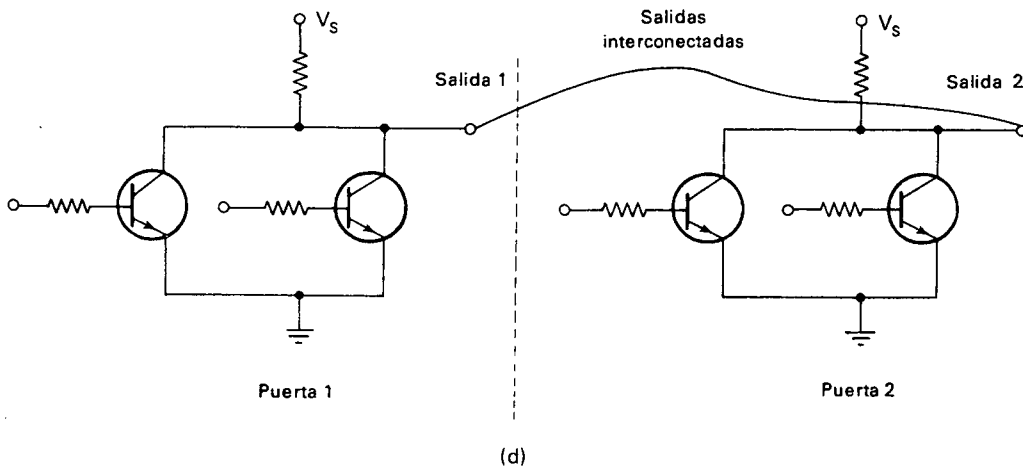 V_S
Salidas
interconectadas
V_S
Salida 1
Salida 2
Puerta 1
Puerta 2
(d)